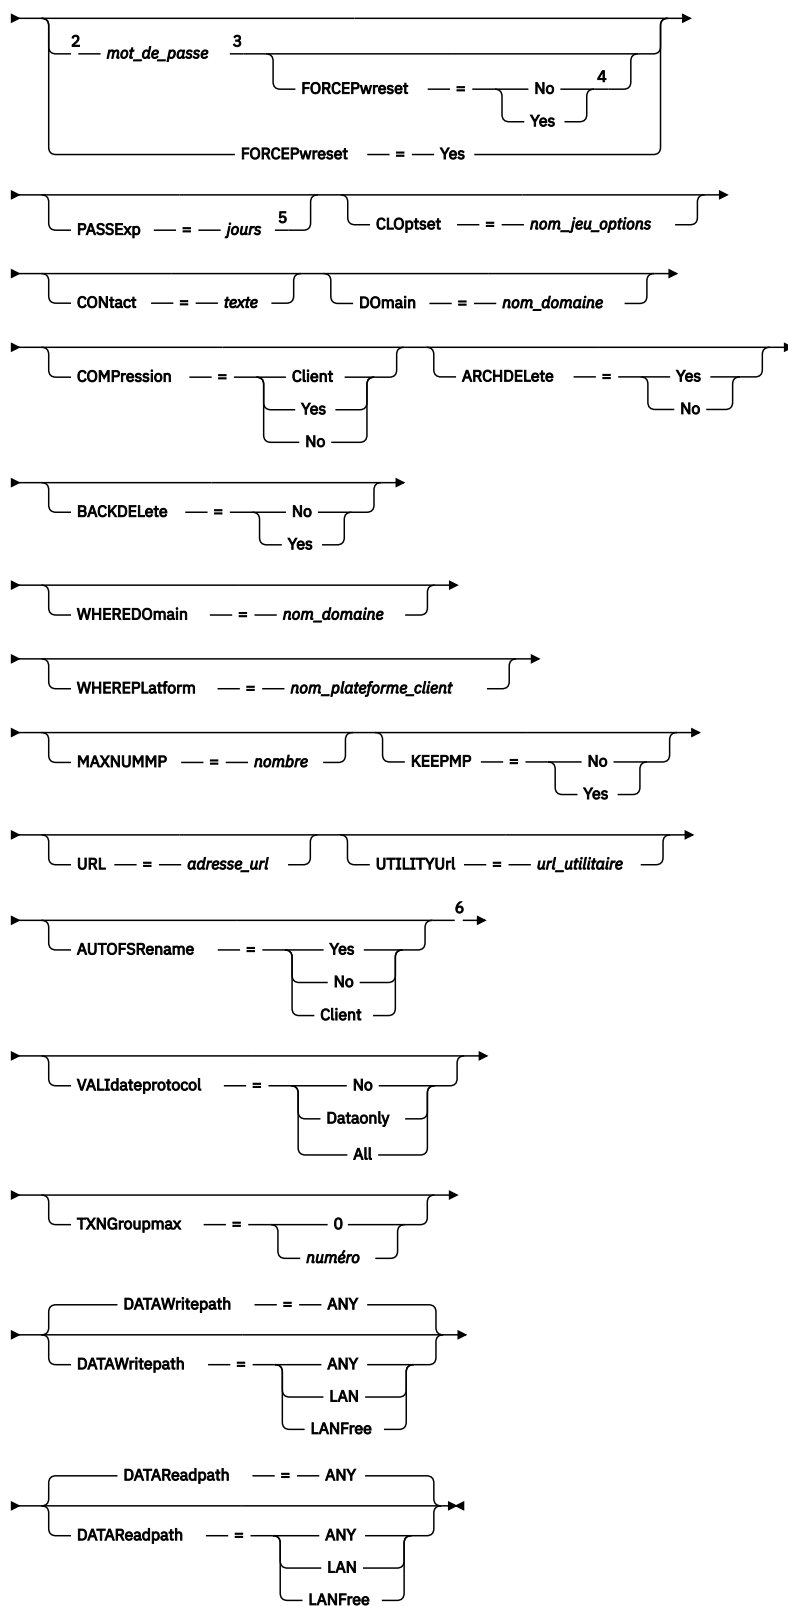 2 mot_de_passe 3
FORCEPwreset = No 4
Yes
FORCEPwreset = Yes
PASSExp = jours 5 CLOptset = nom_jeu_options
CONtact = texte DOmain = nom_domaine
COMPression = Client ARCHDELete = Yes
Yes No
No
BACKDELete = No
Yes
WHEREDOmain = nom_domaine
WHEREPLatform = nom_plateforme_client
MAXNUMMP = nombre KEEPMP = No
Yes
URL = adresse_url UTILITYUrl = url_utilitaire
6
AUTOFSRename = Yes
No
Client
VALIdateprotocol = No
Dataonly
All
TXNGroupmax = 0
numéro
DATAWritepath = ANY
DATAWritepath = ANY
LAN
LANFree
DATAReadpath = ANY
DATAReadpath = ANY
LAN
LANFree